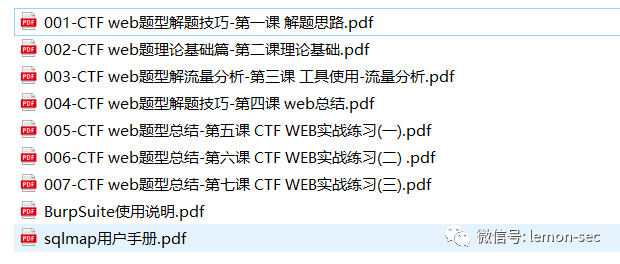 001-CTF web题型解题技巧-第一课 解题思路.pdf
002-CTF web题理论基础篇-第二课理论基础.pdf
003-CTF web题型解流量分析-第三课 工具使用-流量分析.pdf
004-CTF web题型解题技巧-第四课 web总结.pdf
005-CTF web题型总结-第五课 CTF WEB实战练习(一).pdf
006-CTF web题型总结-第六课 CTF WEB实战练习(二) .pdf
007-CTF web题型总结-第七课 CTF WEB实战练习(三).pdf
BurpSuite使用说明.pdf
sqlmap用户手册.pdf 微信号: lemon-sec